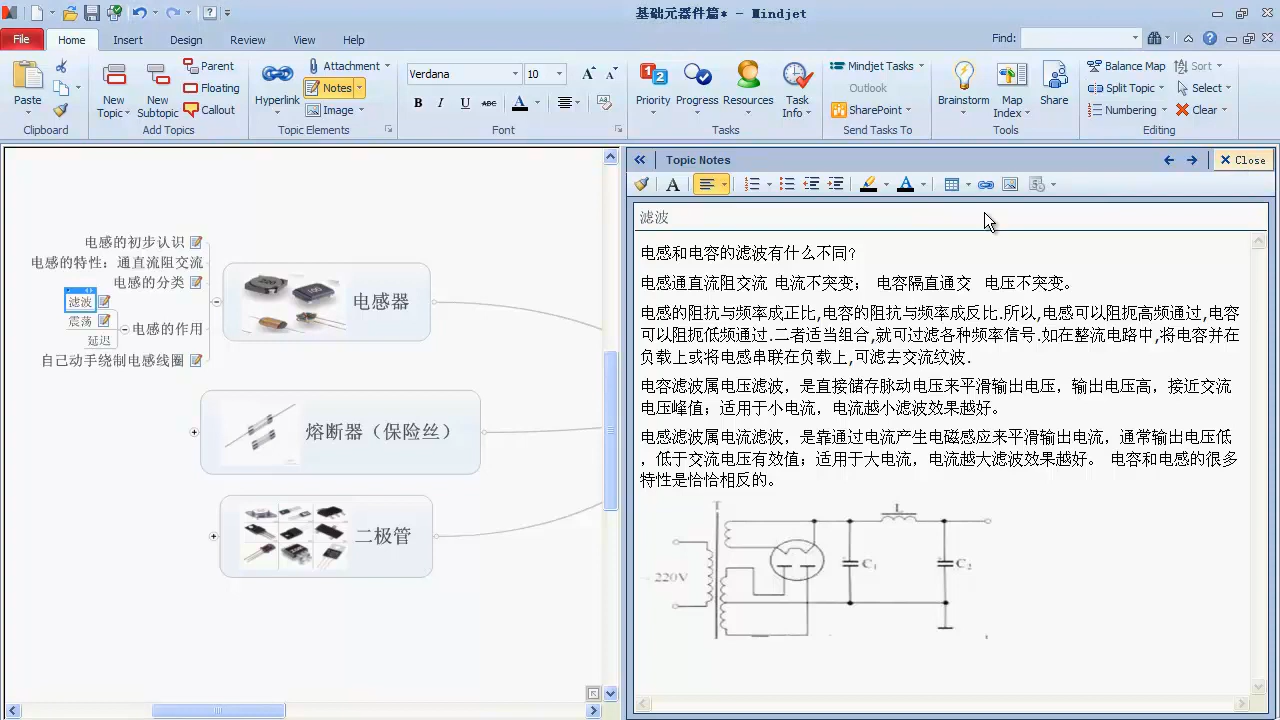 基础元器件篇* - Mindjet
File Home Insert Design Review View Help Find:
Paste
Clipboard
New Topic
New Subtopic
Parent
Floating
Callout
Add Topics
Hyperlink
Attachment
Notes
Image
Topic Elements
Verdana 10
B I U ABC A
Font
Priority
Progress
Resources
Task Info
Tasks
Mindjet Tasks
Outlook
SharePoint
Send Tasks To
Brainstorm
Map Index
Share
Tools
Balance Map
Split Topic
Numbering
Sort
Select
Clear
Editing
电感的初步认识
电感的特性：通直流阻交流
电感的分类
滤波
震荡
延迟
电感的作用
自己动手绕制电感线圈
电感器
熔断器（保险丝）
二极管
Topic Notes
Close
滤波
电感和电容的滤波有什么不同?
电感通直流阻交流 电流不突变； 电容隔直通交 电压不突变。
电感的阻抗与频率成正比,电容的阻抗与频率成反比.所以,电感可以阻扼高频通过,电容
可以阻扼低频通过.二者适当组合,就可过滤各种频率信号.如在整流电路中,将电容并在
负载上或将电感串联在负载上,可滤去交流纹波.
电容滤波属电压滤波，是直接储存脉动电压来平滑输出电压，输出电压高，接近交流
电压峰值；适用于小电流，电流越小滤波效果越好。
电感滤波属电流滤波，是靠通过电流产生电磁感应来平滑输出电流，通常输出电压低
，低于交流电压有效值；适用于大电流，电流越大滤波效果越好。 电容和电感的很多
特性是恰恰相反的。
T
L
220V
C1
C2